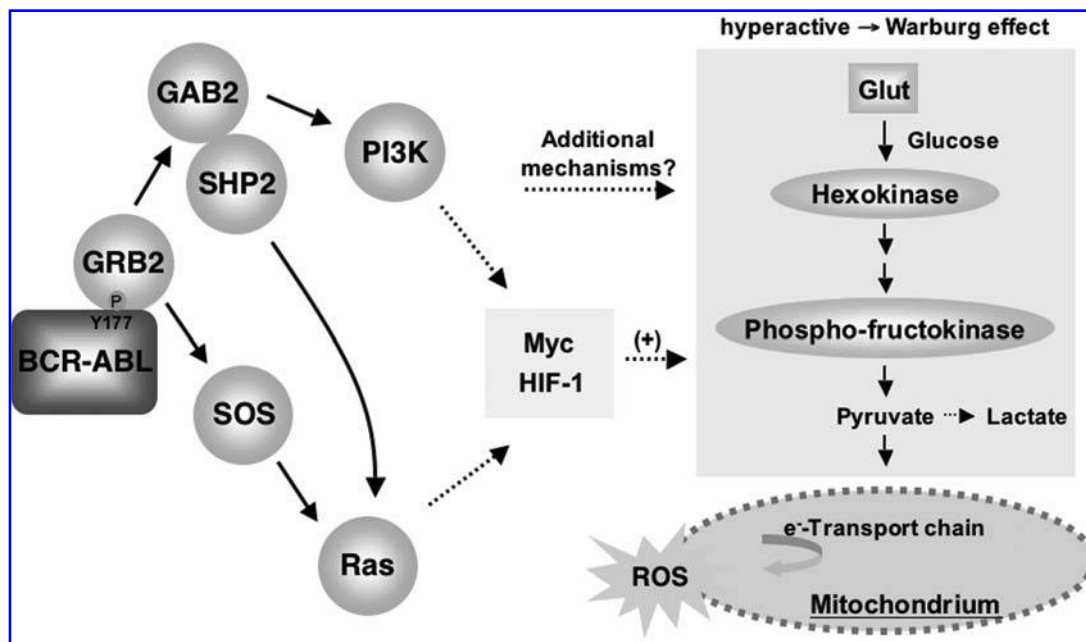 hyperactive → Warburg effect
GAB2
SHP2
PI3K
GRB2
P
Y177
BCR-ABL
SOS
Ras
Additional
mechanisms?
Myc
HIF-1
(+)
Glut
Glucose
Hexokinase
Phospho-fructokinase
Pyruvate
Lactate
e⁻-Transport chain
ROS
Mitochondrium